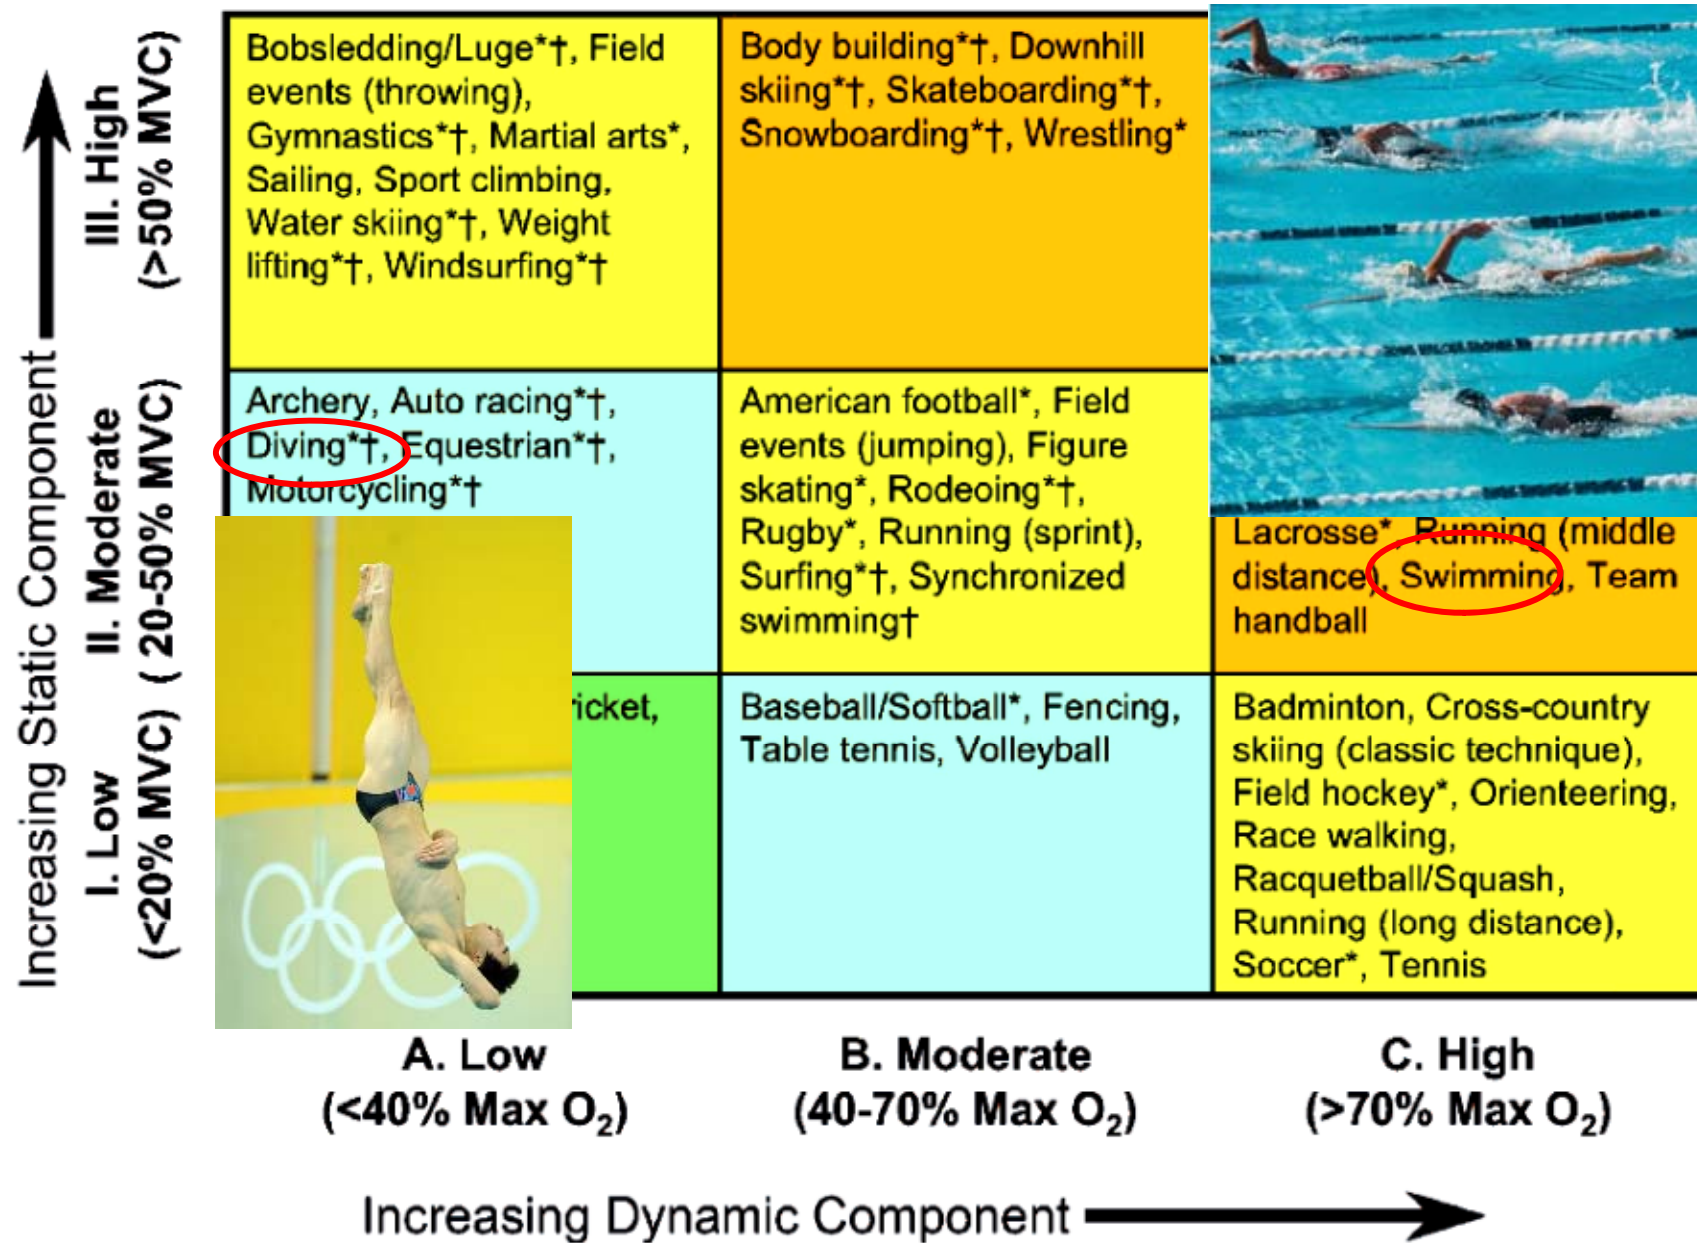 Increasing Static Component
III. High
(>50% MVC)
II. Moderate
( 20-50% MVC)
I. Low
(<20% MVC)
Bobsledding/Luge*†, Field
events (throwing),
Gymnastics*†, Martial arts*,
Sailing, Sport climbing,
Water skiing*†, Weight
lifting*†, Windsurfing*†
Body building*†, Downhill
skiing*†, Skateboarding*†,
Snowboarding*†, Wrestling*
Archery, Auto racing*†,
Diving*†, Equestrian*†,
Motorcycling*†
American football*, Field
events (jumping), Figure
skating*, Rodeoing*†,
Rugby*, Running (sprint),
Surfing*†, Synchronized
swimming†
Lacrosse*, Running (middle
distance), Swimming, Team
handball
Baseball/Softball*, Fencing,
Table tennis, Volleyball
Badminton, Cross-country
skiing (classic technique),
Field hockey*, Orienteering,
Race walking,
Racquetball/Squash,
Running (long distance),
Soccer*, Tennis
A. Low
(<40% Max O₂)
B. Moderate
(40-70% Max O₂)
C. High
(>70% Max O₂)
Increasing Dynamic Component